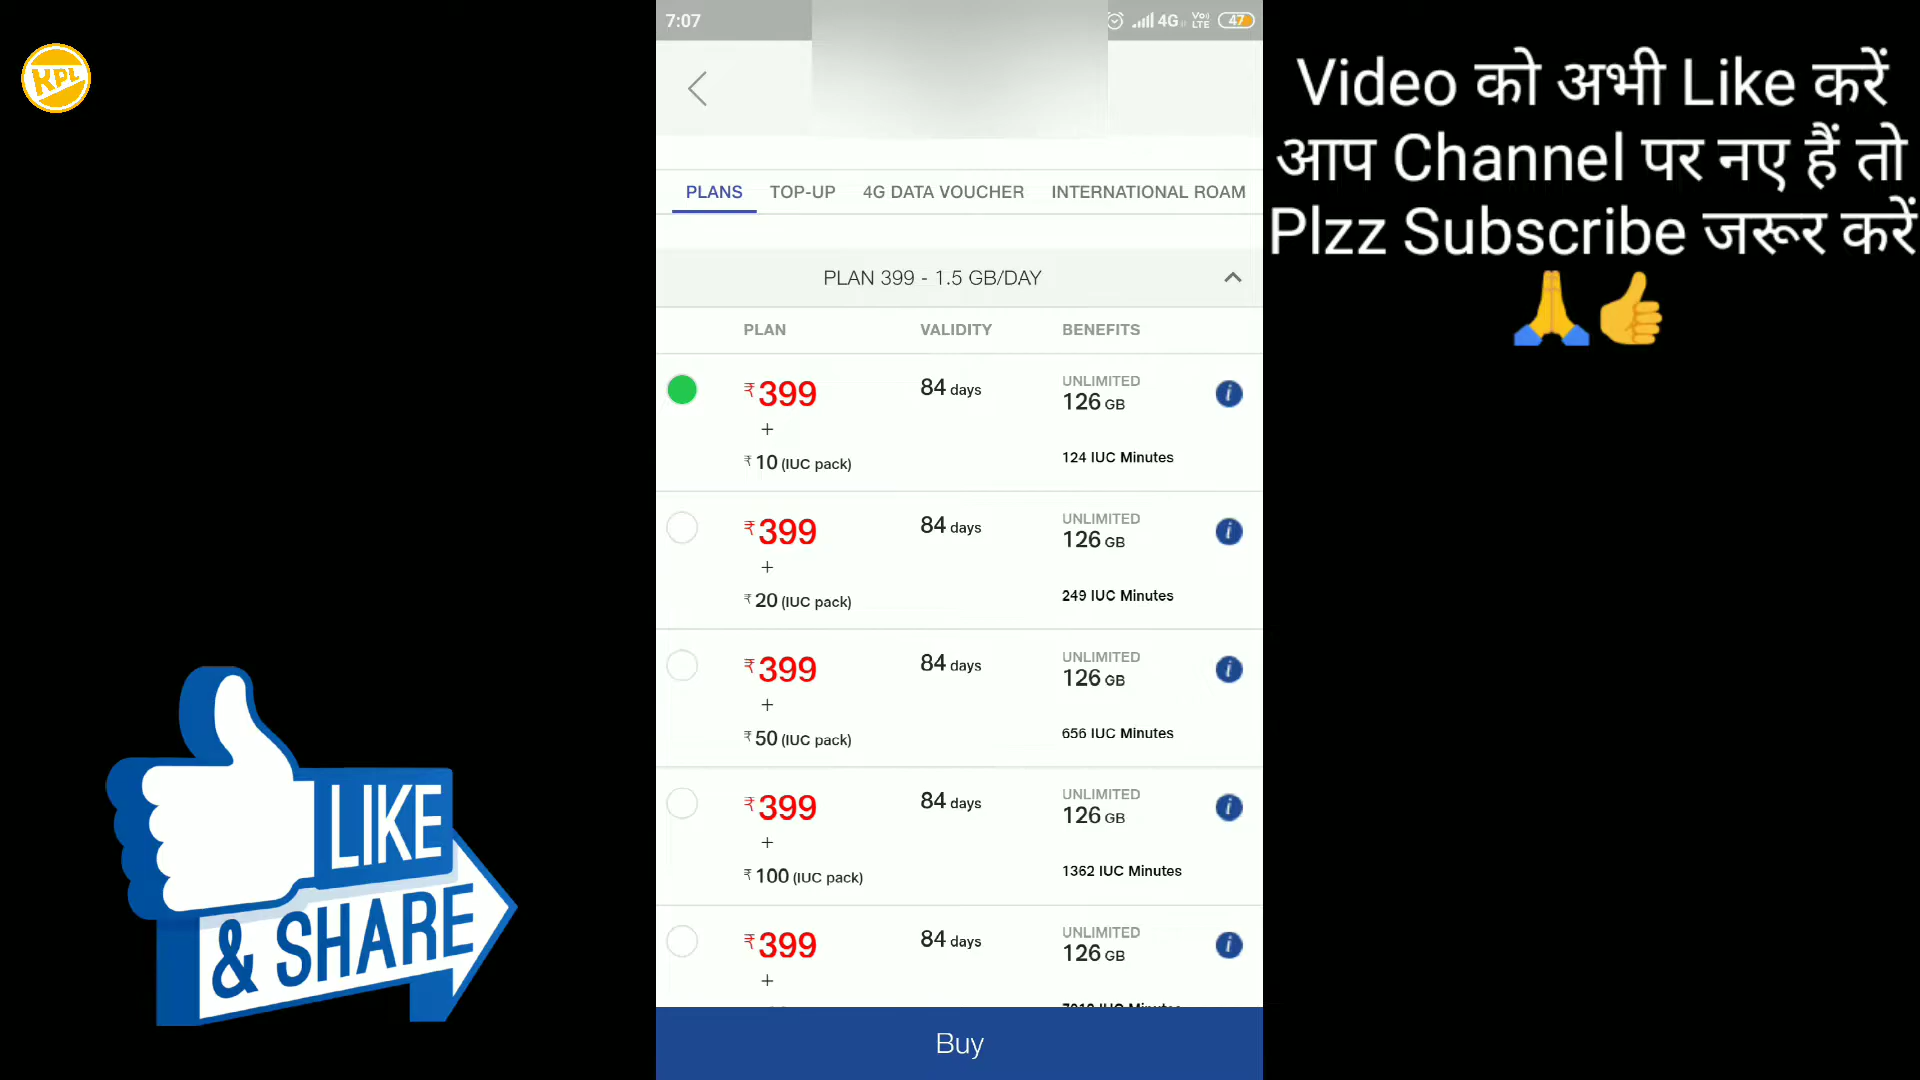 7:07
4G
Vo))
LTE
47
KPL
Video को अभी Like करें
आप Channel पर नए हैं तो
Plzz Subscribe जरूर करें
🙏👍
PLANS TOP-UP 4G DATA VOUCHER INTERNATIONAL ROAM
PLAN 399 - 1.5 GB/DAY
PLAN VALIDITY BENEFITS
₹399 84 days UNLIMITED
126 GB
+
₹10 (IUC pack) 124 IUC Minutes
₹399 84 days UNLIMITED
126 GB
+
₹20 (IUC pack) 249 IUC Minutes
₹399 84 days UNLIMITED
126 GB
+
₹50 (IUC pack) 656 IUC Minutes
₹399 84 days UNLIMITED
126 GB
+
₹100 (IUC pack) 1362 IUC Minutes
₹399 84 days UNLIMITED
126 GB
+
Buy
LIKE
& SHARE